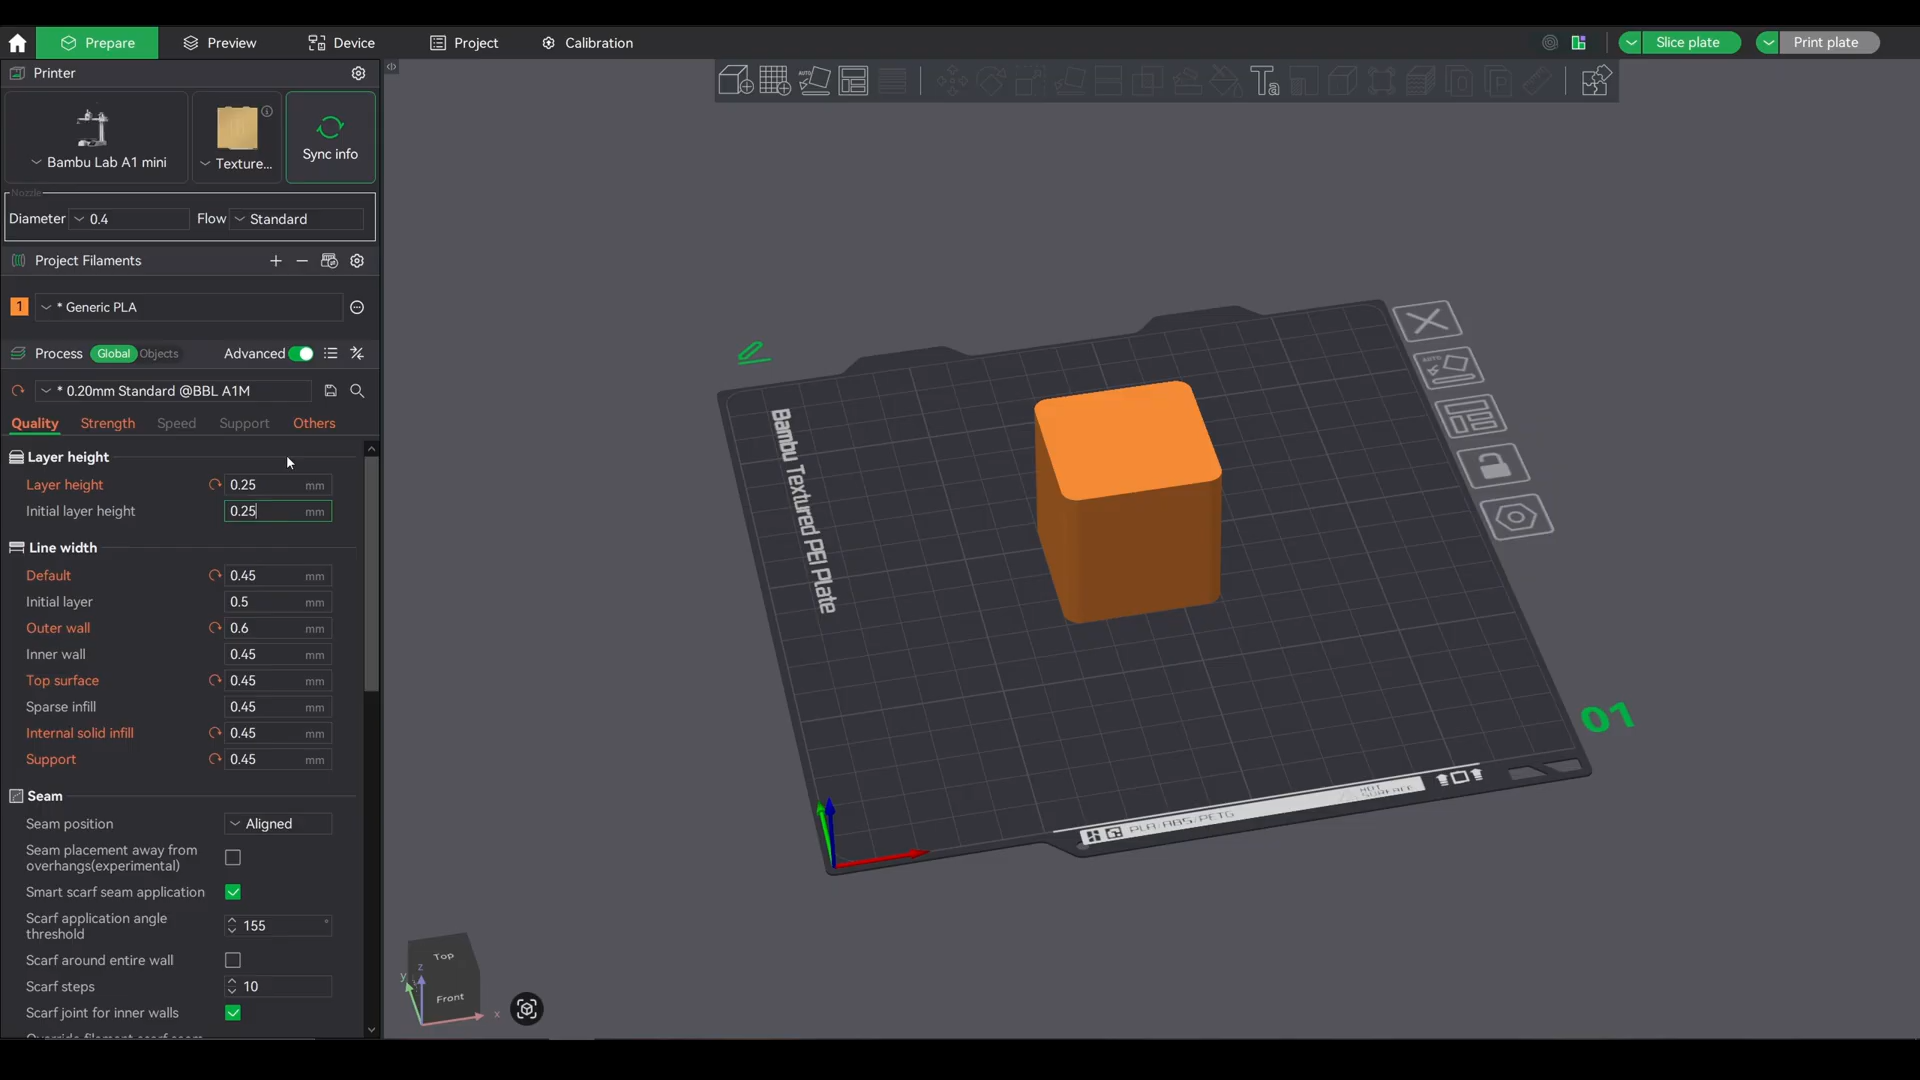 Prepare
Preview
Device
Project
Calibration
Slice plate
Print plate
Printer
Bambu Lab A1 mini
Texture...
Sync info
Nozzle
Diameter 0.4 Flow Standard
Project Filaments
1 * Generic PLA
Process Global Objects Advanced
* 0.20mm Standard @BBL A1M
Quality Strength Speed Support Others
Layer height
Layer height 0.25 mm
Initial layer height 0.25 mm
Line width
Default 0.45 mm
Initial layer 0.5 mm
Outer wall 0.6 mm
Inner wall 0.45 mm
Top surface 0.45 mm
Sparse infill 0.45 mm
Internal solid infill 0.45 mm
Support 0.45 mm
Seam
Seam position Aligned
Seam placement away from
overhangs(experimental)
Smart scarf seam application
Scarf application angle
threshold 155 °
Scarf around entire wall
Scarf steps 10
Scarf joint for inner walls
AUTO
Ta
Bambu Textured PEI Plate
AUTO
01
HOT
SURFACE
PLA/ABS/PETG
Top
Front
x
y
z